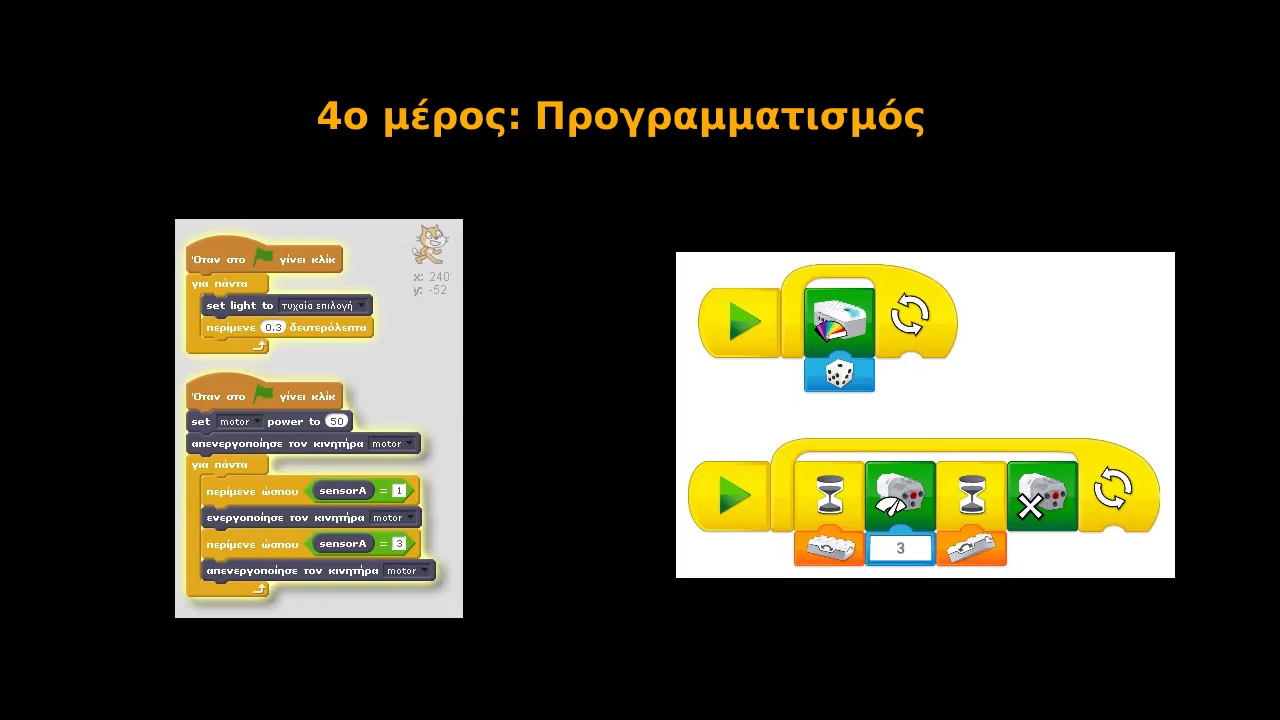 4ο μέρος: Προγραμματισμός
Όταν στο γίνει κλίκ
για πάντα
set light to τυχαία επιλογή
περίμενε 0.3 δευτερόλεπτα
x: 240
y: -52
Όταν στο γίνει κλίκ
set motor power to 50
απενεργοποίησε τον κινητήρα motor
για πάντα
περίμενε ώσπου sensorA = 1
ενεργοποίησε τον κινητήρα motor
περίμενε ώσπου sensorA = 3
απενεργοποίησε τον κινητήρα motor
3